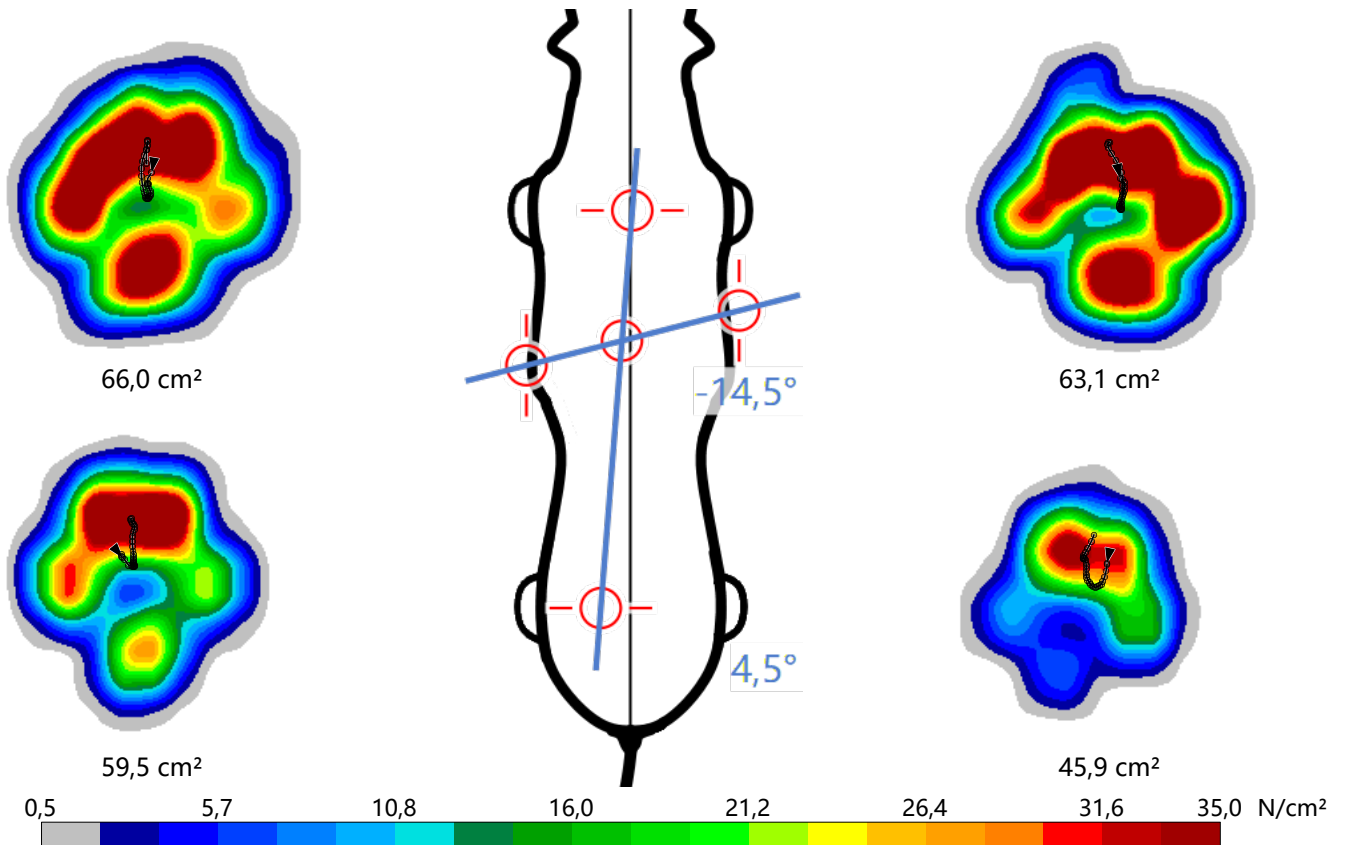 66,0 cm²
63,1 cm²
-14,5°
4,5°
59,5 cm²
45,9 cm²
0,5 5,7 10,8 16,0 21,2 26,4 31,6 35,0 N/cm²